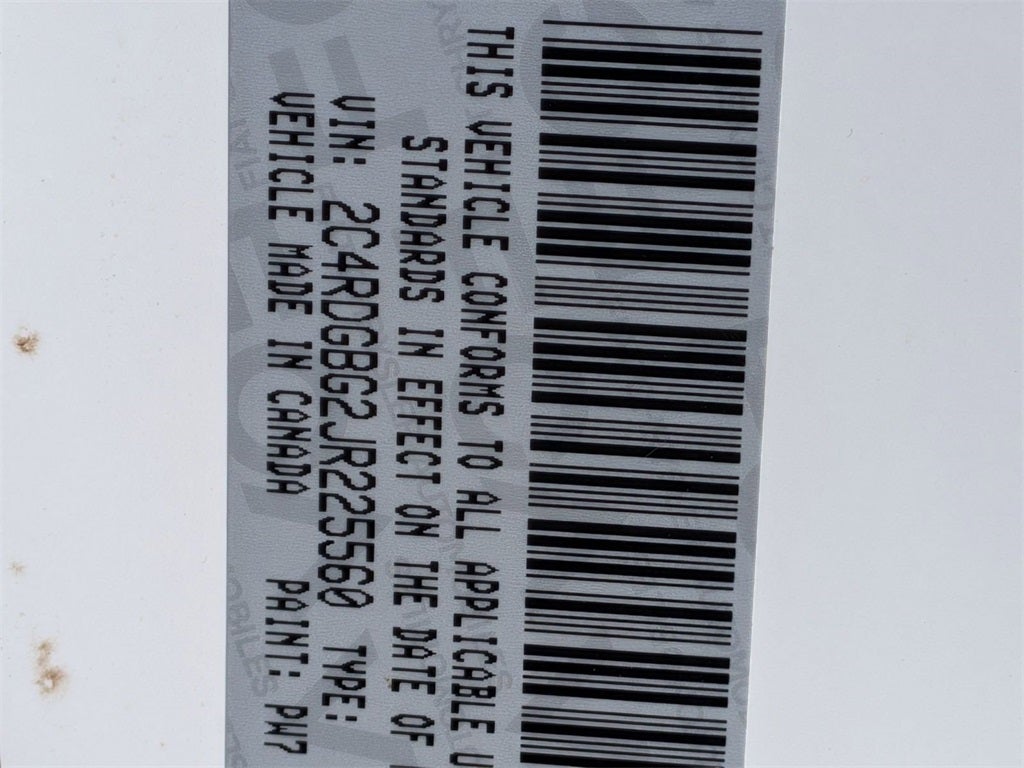 THIS VEHICLE CONFORMS TO ALL APPLICABLE U
STANDARDS IN EFFECT ON THE DATE OF
VIN: 2C4RDGBG2JR225560 TYPE:
VEHICLE MADE IN CANADA PAINT: PW7